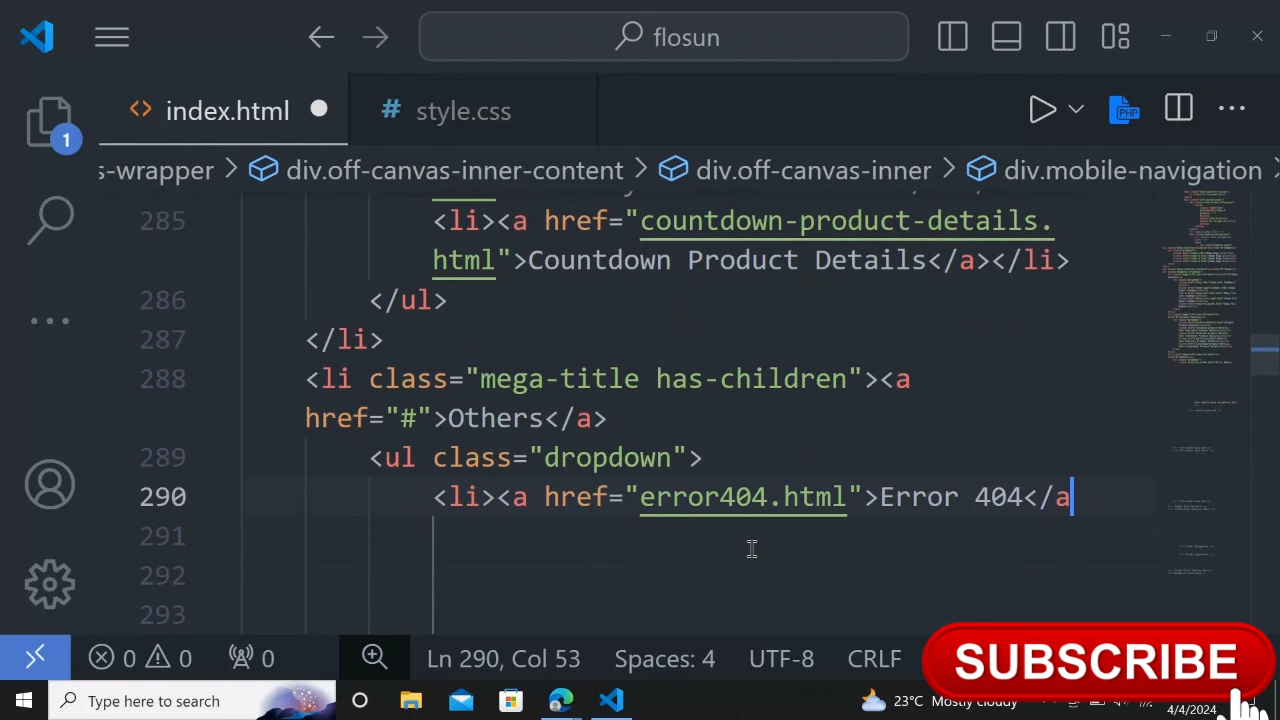 flosun
index.html
style.css
PHP
1
s-wrapper > div.off-canvas-inner-content > div.off-canvas-inner > div.mobile-navigation >
285 <li><a href="countdown-product-details.
html">Countdown Product Details</a></li>
286 </ul>
287 </li>
288 <li class="mega-title has-children"><a
href="#">Others</a>
289 <ul class="dropdown">
290 <li><a href="error404.html">Error 404</a
291
292
293
0 0 0 Ln 290, Col 53 Spaces: 4 UTF-8 CRLF
SUBSCRIBE
Type here to search
23°C Mostly cloudy
4/4/2024